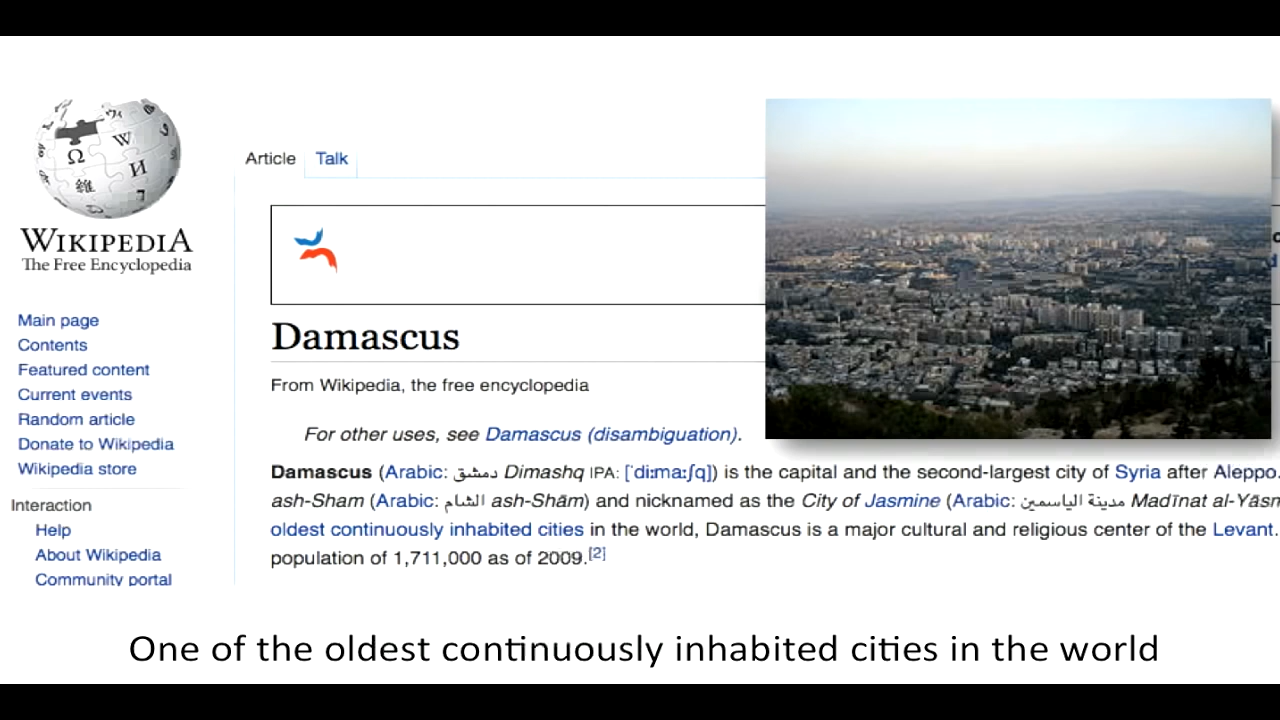 WIKIPEDIA
The Free Encyclopedia
Main page
Contents
Featured content
Current events
Random article
Donate to Wikipedia
Wikipedia store
Interaction
Help
About Wikipedia
Community portal
Article Talk
Damascus
From Wikipedia, the free encyclopedia
For other uses, see Damascus (disambiguation).
Damascus (Arabic: دمشق Dimashq IPA: [ˈdiːmaːʃq]) is the capital and the second-largest city of Syria after Aleppo.
ash-Sham (Arabic: الشام ash-Shām) and nicknamed as the City of Jasmine (Arabic: مدينة الياسمين Madīnat al-Yāsm
oldest continuously inhabited cities in the world, Damascus is a major cultural and religious center of the Levant.
population of 1,711,000 as of 2009.[2]
One of the oldest continuously inhabited cities in the world